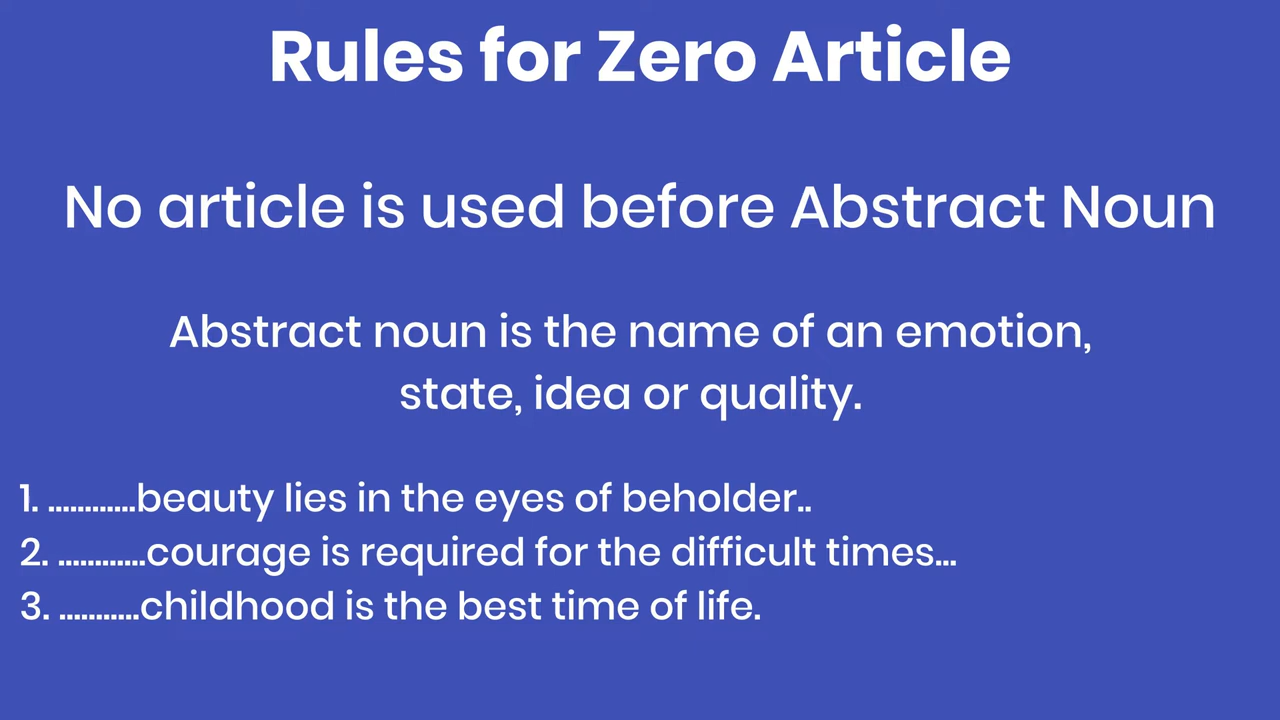 Rules for Zero Article
No article is used before Abstract Noun
Abstract noun is the name of an emotion,
state, idea or quality.
1. ............beauty lies in the eyes of beholder..
2. ............courage is required for the difficult times...
3. ...........childhood is the best time of life.